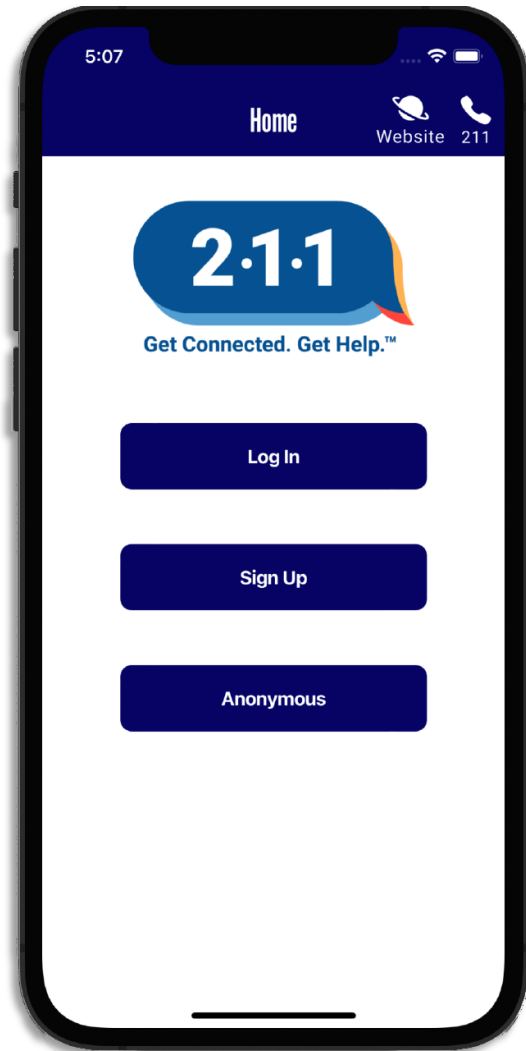 5:07
Home
Website 211
2·1·1
Get Connected. Get Help.™
Log In
Sign Up
Anonymous